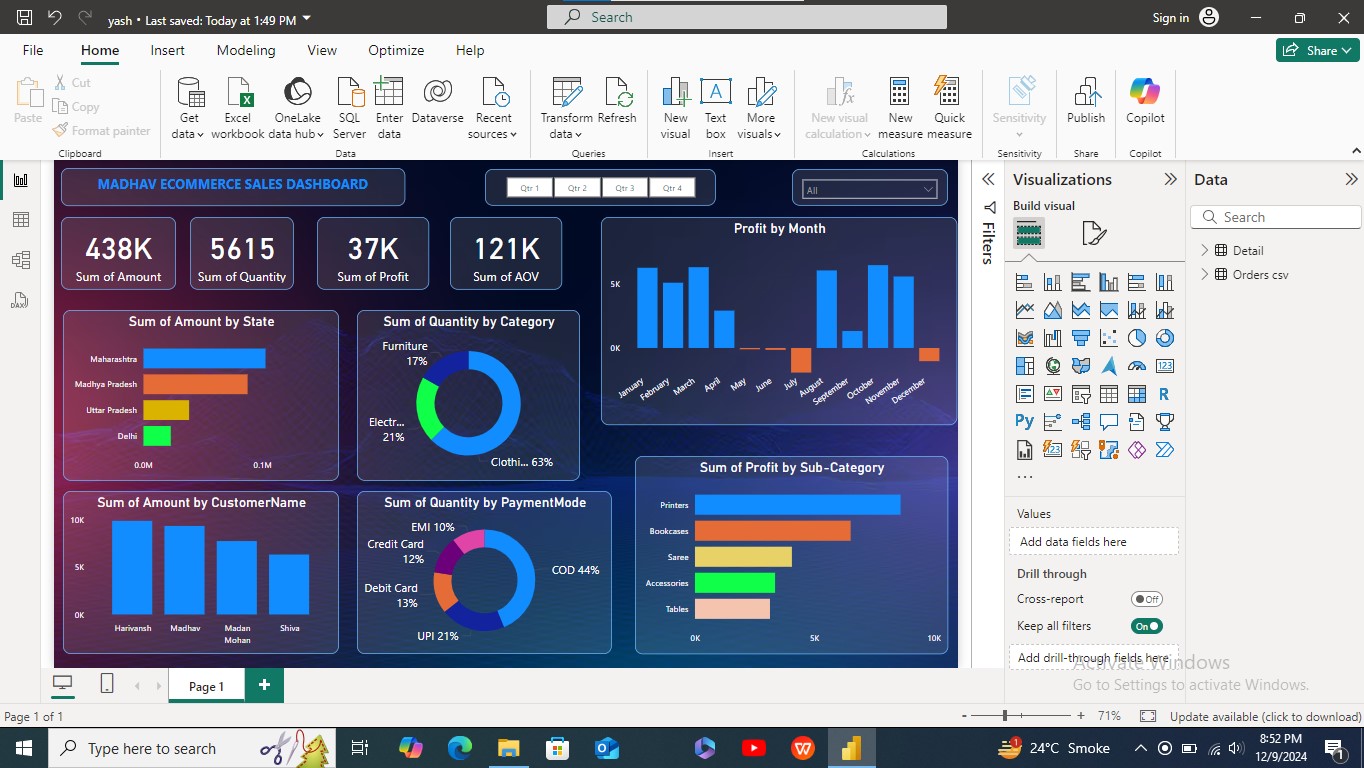 yash • Last saved: Today at 1:49 PM
Search
Sign in
File
Home
Insert
Modeling
View
Optimize
Help
Share
Paste
Cut
Copy
Format painter
Get data
Excel workbook
OneLake data hub
SQL Server
Enter data
Dataverse
Recent sources
Transform data
Refresh
New visual
Text box
More visuals
New visual calculation
New measure
Quick measure
Sensitivity
Publish
Copilot
Clipboard
Data
Queries
Insert
Calculations
Sensitivity
Share
Copilot
MADHAV ECOMMERCE SALES DASHBOARD
Qtr 1
Qtr 2
Qtr 3
Qtr 4
All
438K
Sum of Amount
5615
Sum of Quantity
37K
Sum of Profit
121K
Sum of AOV
Profit by Month
5K
0K
January
February
March
April
May
June
July
August
September
October
November
December
Sum of Amount by State
Maharashtra
Madhya Pradesh
Uttar Pradesh
Delhi
0.0M
0.1M
Sum of Quantity by Category
Furniture
17%
Electr...
21%
Clothi... 63%
Sum of Amount by CustomerName
10K
5K
0K
Harivansh
Madhav
Madan
Mohan
Shiva
Sum of Quantity by PaymentMode
EMI 10%
Credit Card
12%
COD 44%
Debit Card
13%
UPI 21%
Sum of Profit by Sub-Category
Printers
Bookcases
Saree
Accessories
Tables
0K
5K
10K
Filters
Visualizations
Build visual
123
R
Py
123
...
Values
Add data fields here
Drill through
Cross-report
Off
Keep all filters
On
Add drill-through fields here
Data
Search
Detail
Orders csv
DAX
Activate Windows
Go to Settings to activate Windows.
Page 1
+
Page 1 of 1
- + 71%
Update available (click to download)
Type here to search
24°C Smoke
8:52 PM
12/9/2024
1